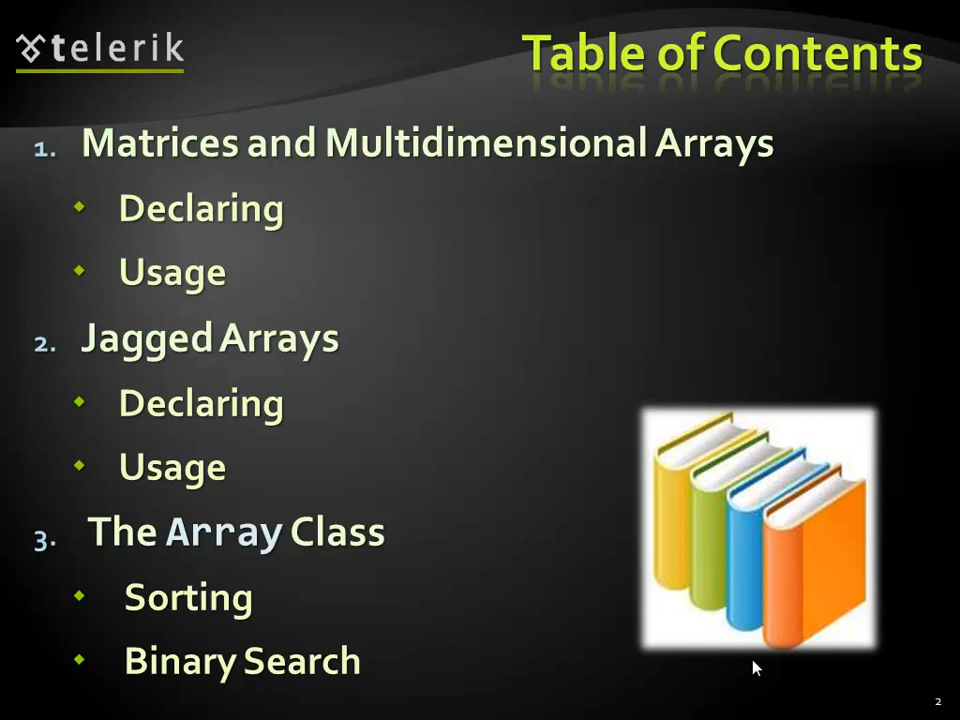 telerik
Table of Contents
1. Matrices and Multidimensional Arrays
Declaring
Usage
2. Jagged Arrays
Declaring
Usage
3. The Array Class
Sorting
Binary Search
2